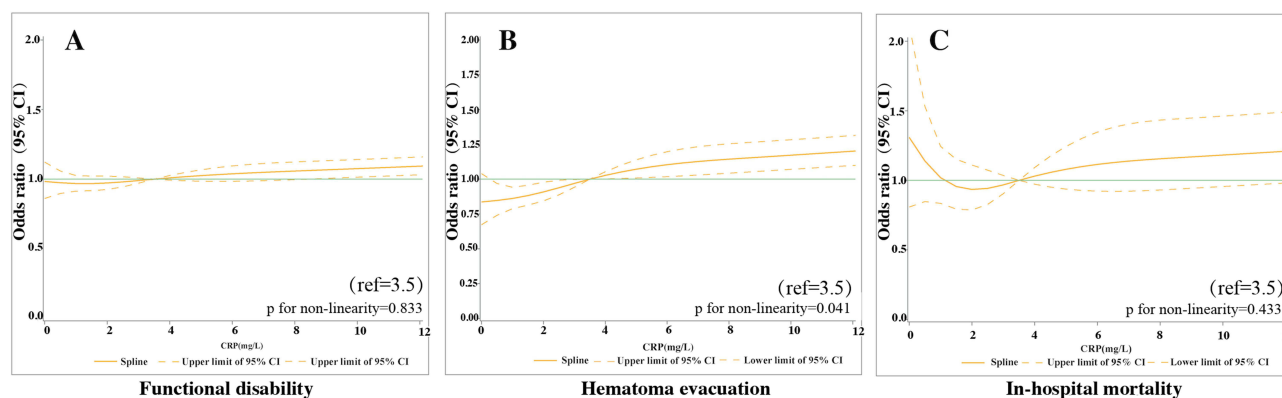 A
Odds ratio (95% CI)
2.0
1.5
1.0
0.5
0.0
(ref=3.5)
p for non-linearity=0.833
0 2 4 6 8 10 12
CRP(mg/L)
Spline Upper limit of 95% CI Upper limit of 95% CI
Functional disability
B
Odds ratio (95% CI)
2.0
1.75
1.50
1.25
1.00
0.75
0.50
0.25
0.00
(ref=3.5)
p for non-linearity=0.041
0 2 4 6 8 10 12
CRP(mg/L)
Spline Upper limit of 95% CI Lower limit of 95% CI
Hematoma evacuation
C
Odds ratio (95% CI)
2.0
1.5
1.0
0.5
0.0
(ref=3.5)
p for non-linearity=0.433
0 2 4 6 8 10
CRP(mg/L)
Spline Upper limit of 95% CI Lower limit of 95% CI
In-hospital mortality